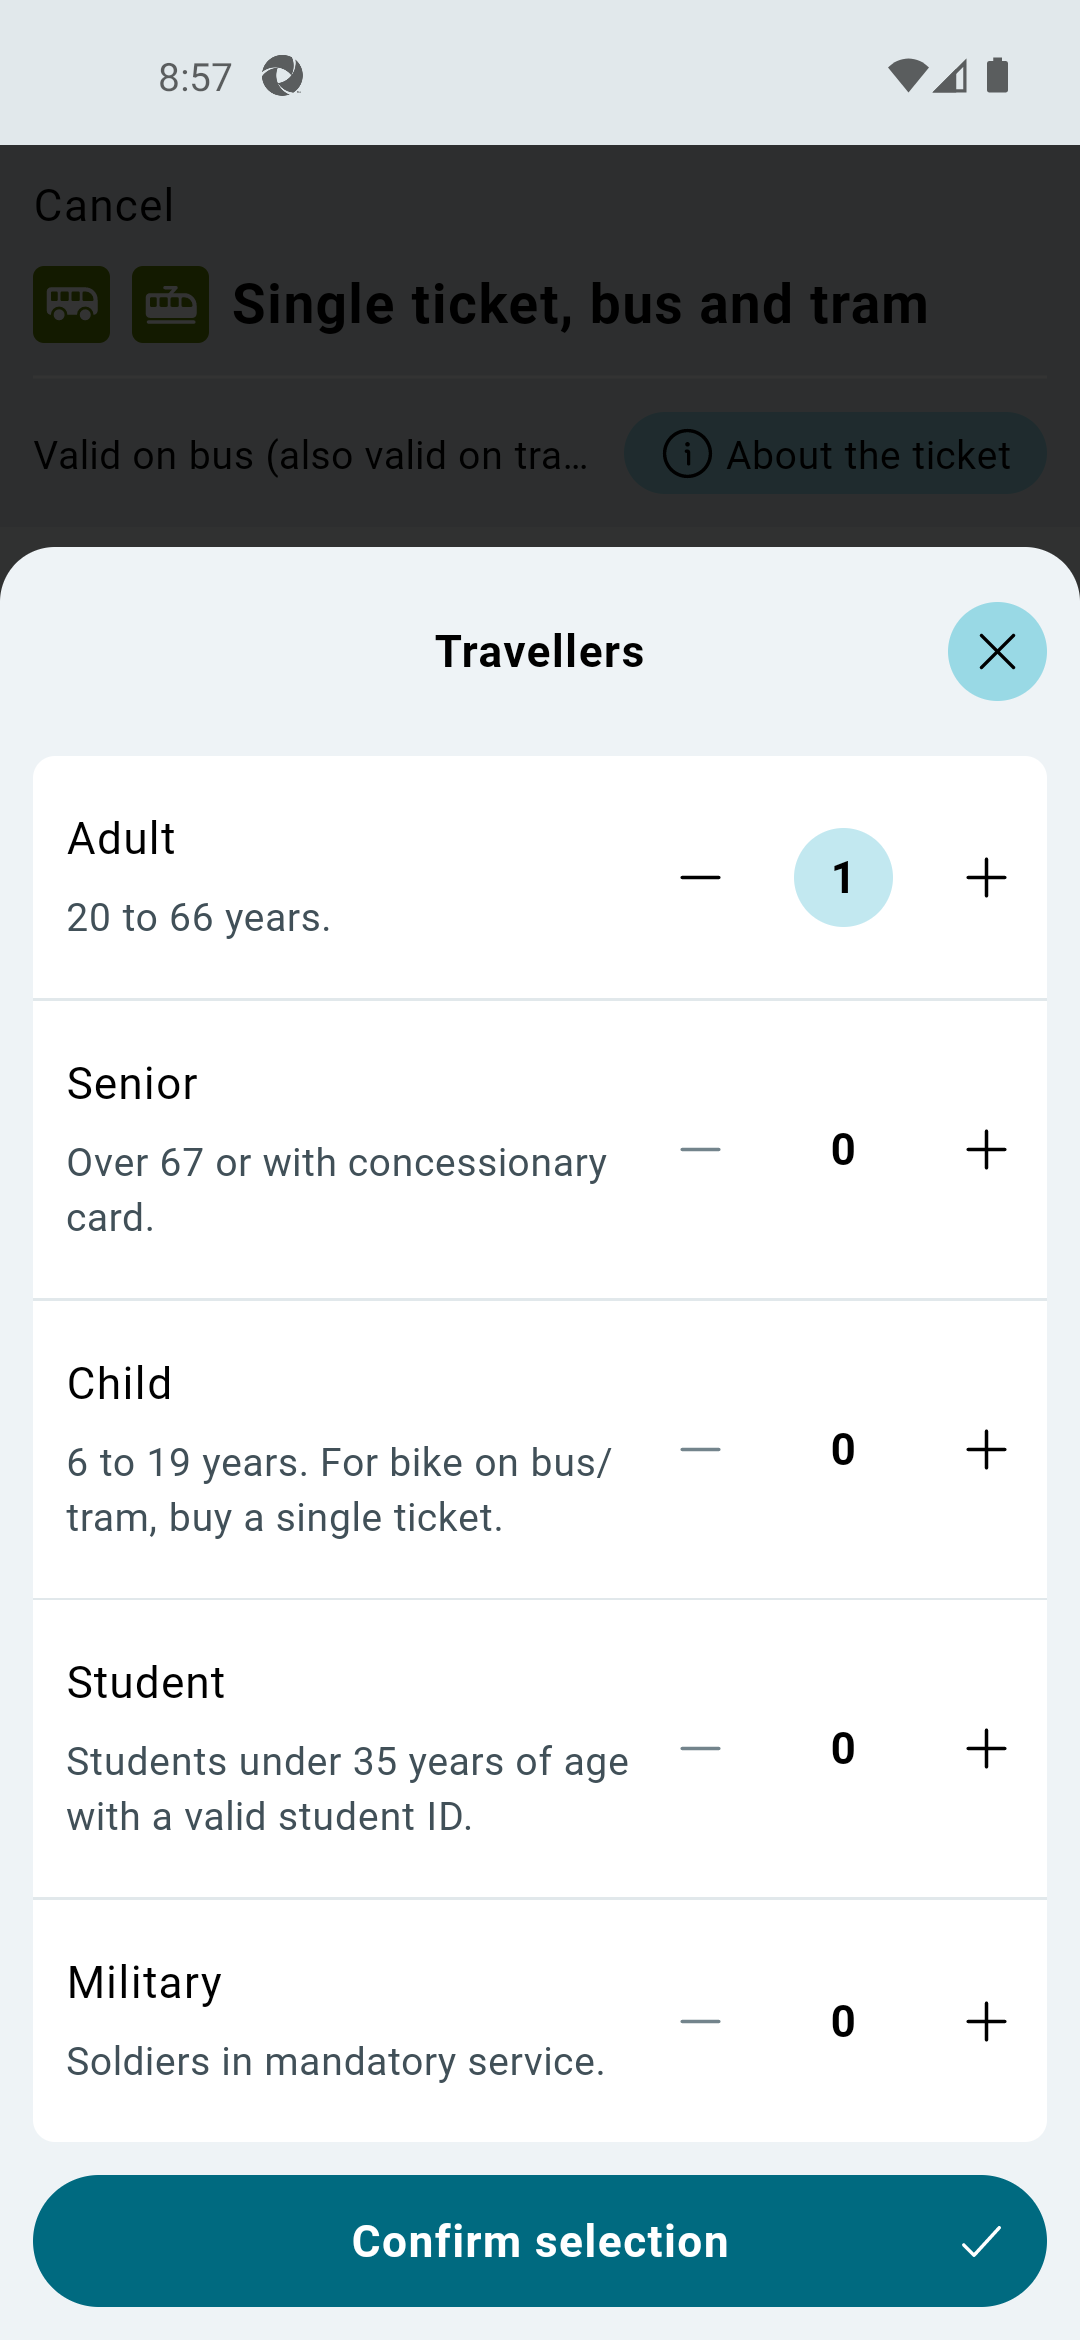 8:57
Cancel
Single ticket, bus and tram
Valid on bus (also valid on tra…
About the ticket
Travellers
Adult
20 to 66 years.
1
Senior
Over 67 or with concessionary
card.
0
Child
6 to 19 years. For bike on bus/
tram, buy a single ticket.
0
Student
Students under 35 years of age
with a valid student ID.
0
Military
Soldiers in mandatory service.
0
Confirm selection